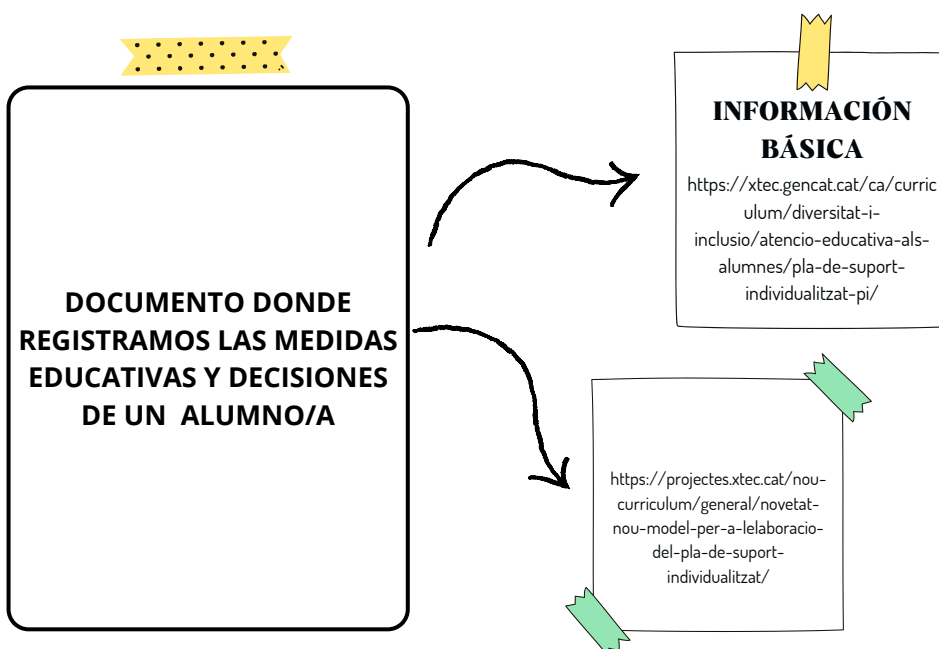 DOCUMENTO DONDE
REGISTRAMOS LAS MEDIDAS
EDUCATIVAS Y DECISIONES
DE UN ALUMNO/A
INFORMACIÓN
BÁSICA
https://xtec.gencat.cat/ca/curric
ulum/diversitat-i-
inclusio/atencio-educativa-als-
alumnes/pla-de-suport-
individualitzat-pi/
https://projectes.xtec.cat/nou-
curriculum/general/novetat-
nou-model-per-a-lelaboracio-
del-pla-de-suport-
individualitzat/